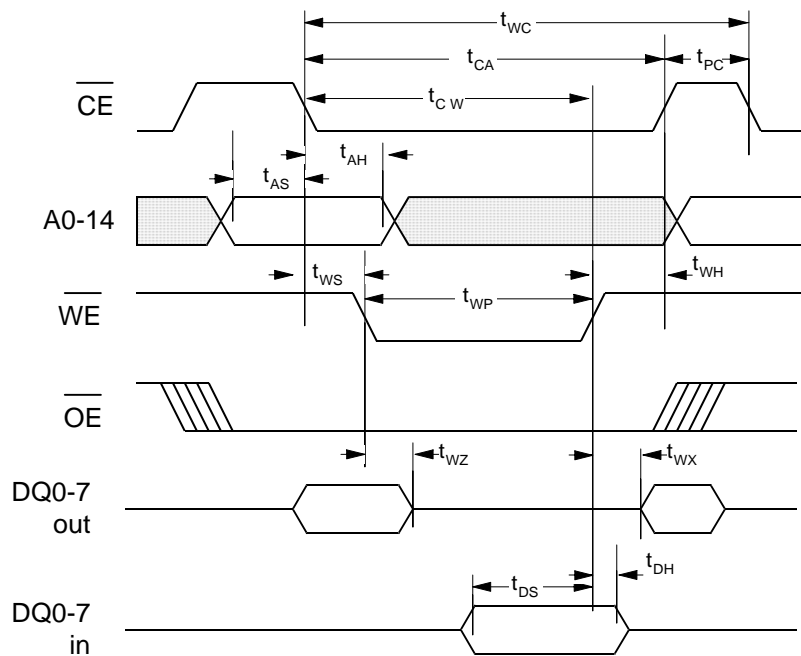 tWC
tCA
tPC
CE
tC W
tAH
tAS
A0-14
tWS
tWH
WE
tWP
OE
tWZ
tWX
DQ0-7
out
tDH
tDS
DQ0-7
in